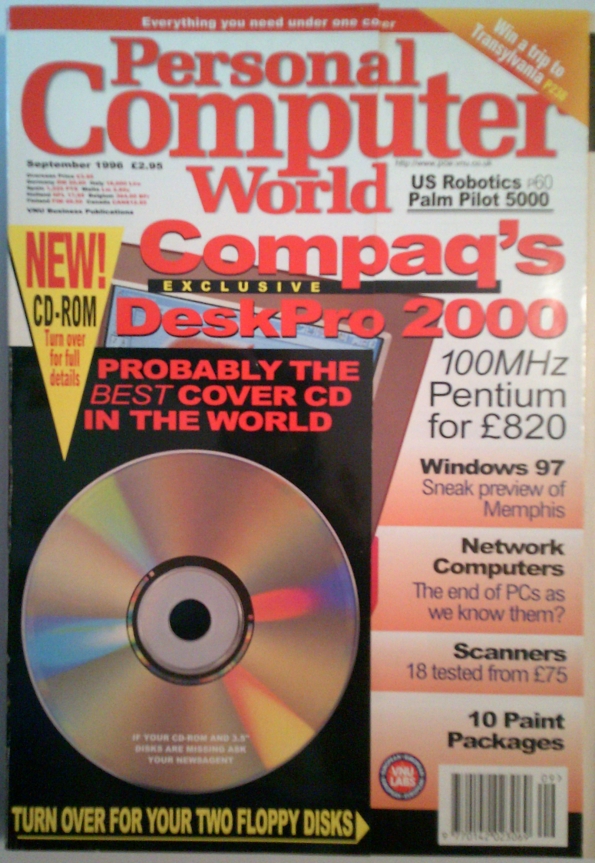 Everything you need under one cover
Win a trip to
Transylvania P238
Personal
Computer
World
September 1996 £2.95
VNU Business Publications
http://www.pcw.vnu.co.uk
US Robotics p60
Palm Pilot 5000
NEW!
CD-ROM
Turn over
for full
details
Compaq's
EXCLUSIVE
DeskPro 2000
100MHz
Pentium
for £820
PROBABLY THE
BEST COVER CD
IN THE WORLD
Windows 97
Sneak preview of
Memphis
Network
Computers
The end of PCs as
we know them?
Scanners
18 tested from £75
10 Paint
Packages
IF YOUR CD-ROM AND 3.5"
DISKS ARE MISSING ASK
YOUR NEWSAGENT
VNU
LABS
09
TURN OVER FOR YOUR TWO FLOPPY DISKS